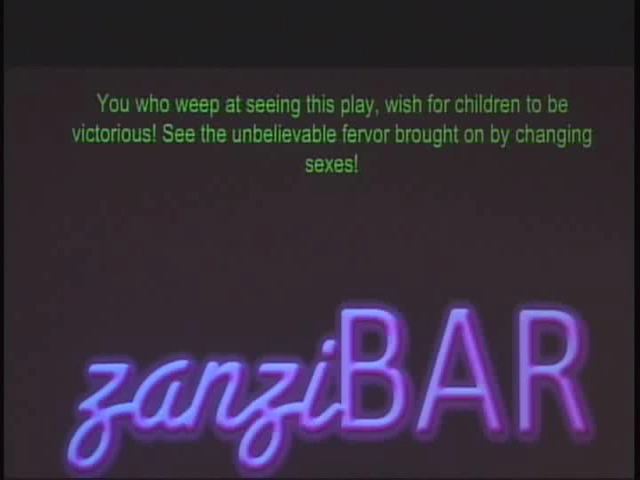 You who weep at seeing this play, wish for children to be
victorious! See the unbelievable fervor brought on by changing
sexes!
zanziBAR